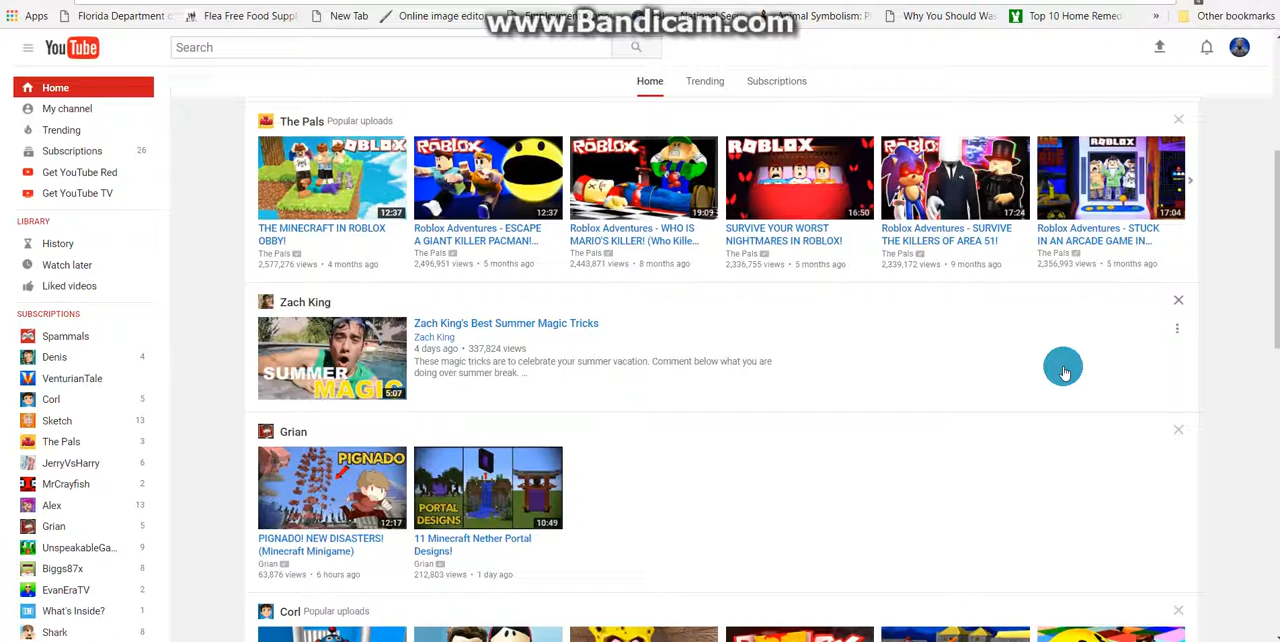 Apps
Florida Department o
Flea Free Food Suppl
New Tab
Online image editor
Why You Should Was
Top 10 Home Remed
»
Other bookmarks
www.Bandicam.com
YouTube
Search
Home
Trending
Subscriptions
Home
My channel
Trending
Subscriptions 26
Get YouTube Red
Get YouTube TV
LIBRARY
History
Watch later
Liked videos
SUBSCRIPTIONS
Spammals
Denis 4
VenturianTale
Corl 5
Sketch 13
The Pals 3
JerryVsHarry 6
MrCrayfish 2
Alex 13
Grian 5
UnspeakableGa... 9
Biggs87x 8
EvanEraTV 2
What's Inside? 1
Shark 8
The Pals Popular uploads
ROBLOX
12:37
THE MINECRAFT IN ROBLOX
OBBY!
The Pals
2,577,276 views • 4 months ago
ROBLOX
12:37
Roblox Adventures - ESCAPE
A GIANT KILLER PACMAN!...
The Pals
2,496,951 views • 5 months ago
ROBLOX
19:09
Roblox Adventures - WHO IS
MARIO'S KILLER! (Who Kille...
The Pals
2,443,871 views • 8 months ago
ROBLOX
16:50
SURVIVE YOUR WORST
NIGHTMARES IN ROBLOX!
The Pals
2,336,755 views • 5 months ago
ROBLOX
17:24
Roblox Adventures - SURVIVE
THE KILLERS OF AREA 51!
The Pals
2,339,172 views • 9 months ago
ROBLOX
17:04
Roblox Adventures - STUCK
IN AN ARCADE GAME IN...
The Pals
2,356,993 views • 5 months ago
Zach King
SUMMER
MAGIC
5:07
Zach King's Best Summer Magic Tricks
Zach King
4 days ago • 337,824 views
These magic tricks are to celebrate your summer vacation. Comment below what you are
doing over summer break. ...
Grian
PIGNADO
12:17
PIGNADO! NEW DISASTERS!
(Minecraft Minigame)
Grian
63,876 views • 6 hours ago
PORTAL
DESIGNS
10:49
11 Minecraft Nether Portal
Designs!
Grian
212,803 views • 1 day ago
Corl Popular uploads